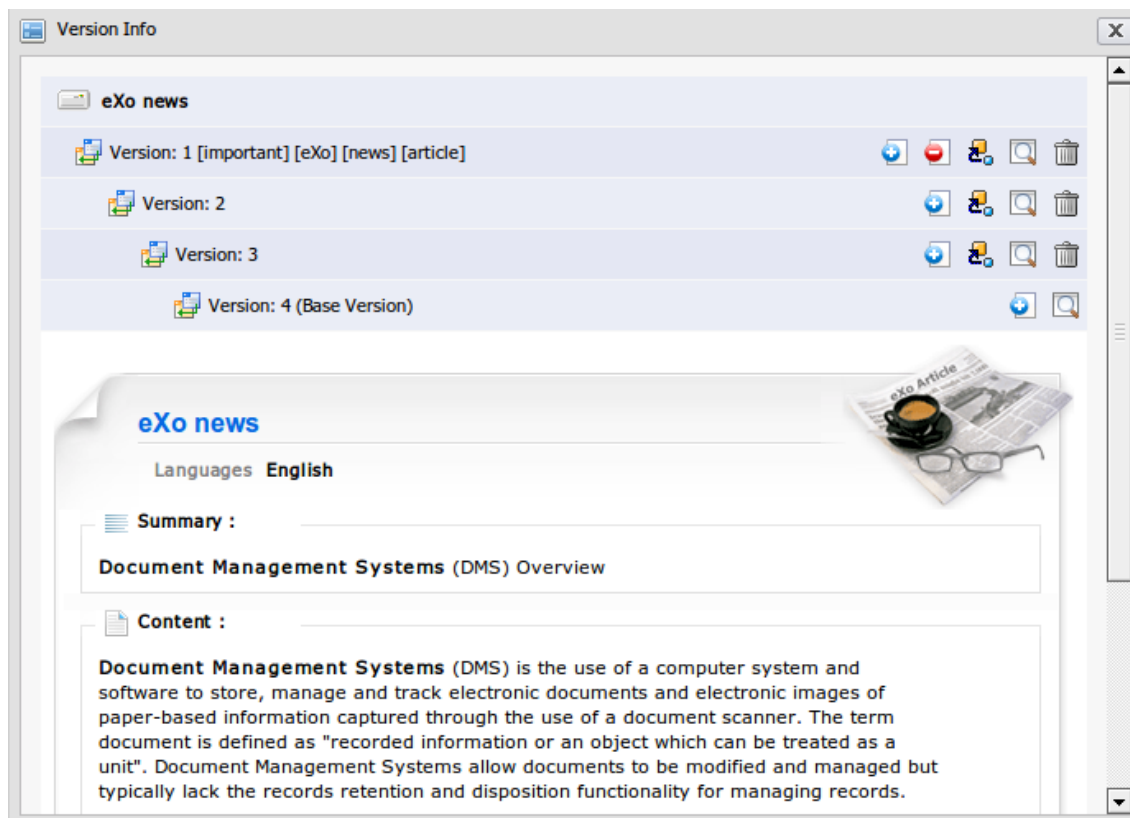 Version Info
eXo news
Version: 1 [important] [eXo] [news] [article]
Version: 2
Version: 3
Version: 4 (Base Version)
eXo Article
eXo news
Languages English
Summary :
Document Management Systems (DMS) Overview
Content :
Document Management Systems (DMS) is the use of a computer system and
software to store, manage and track electronic documents and electronic images of
paper-based information captured through the use of a document scanner. The term
document is defined as "recorded information or an object which can be treated as a
unit". Document Management Systems allow documents to be modified and managed but
typically lack the records retention and disposition functionality for managing records.